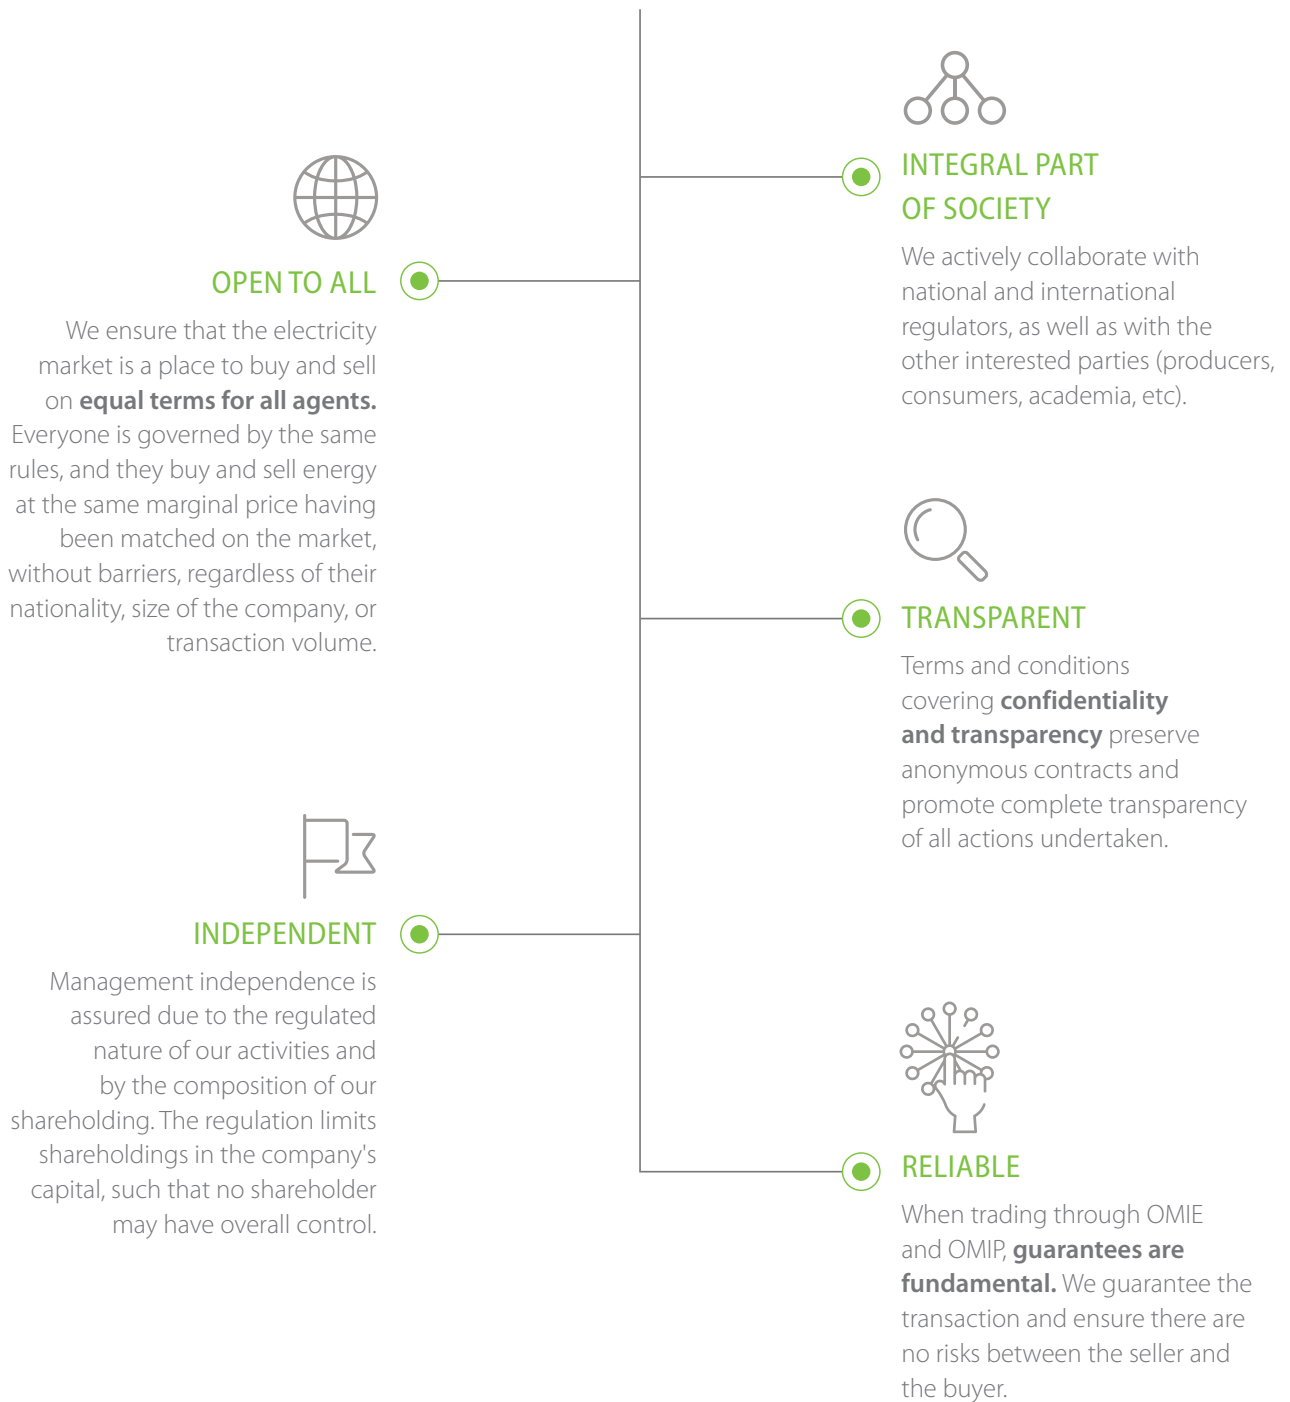 INTEGRAL PART
OF SOCIETY
We actively collaborate with
national and international
regulators, as well as with the
other interested parties (producers,
consumers, academia, etc).
OPEN TO ALL
We ensure that the electricity
market is a place to buy and sell
on equal terms for all agents.
Everyone is governed by the same
rules, and they buy and sell energy
at the same marginal price having
been matched on the market,
without barriers, regardless of their
nationality, size of the company, or
transaction volume.
TRANSPARENT
Terms and conditions
covering confidentiality
and transparency preserve
anonymous contracts and
promote complete transparency
of all actions undertaken.
INDEPENDENT
Management independence is
assured due to the regulated
nature of our activities and
by the composition of our
shareholding. The regulation limits
shareholdings in the company's
capital, such that no shareholder
may have overall control.
RELIABLE
When trading through OMIE
and OMIP, guarantees are
fundamental. We guarantee the
transaction and ensure there are
no risks between the seller and
the buyer.